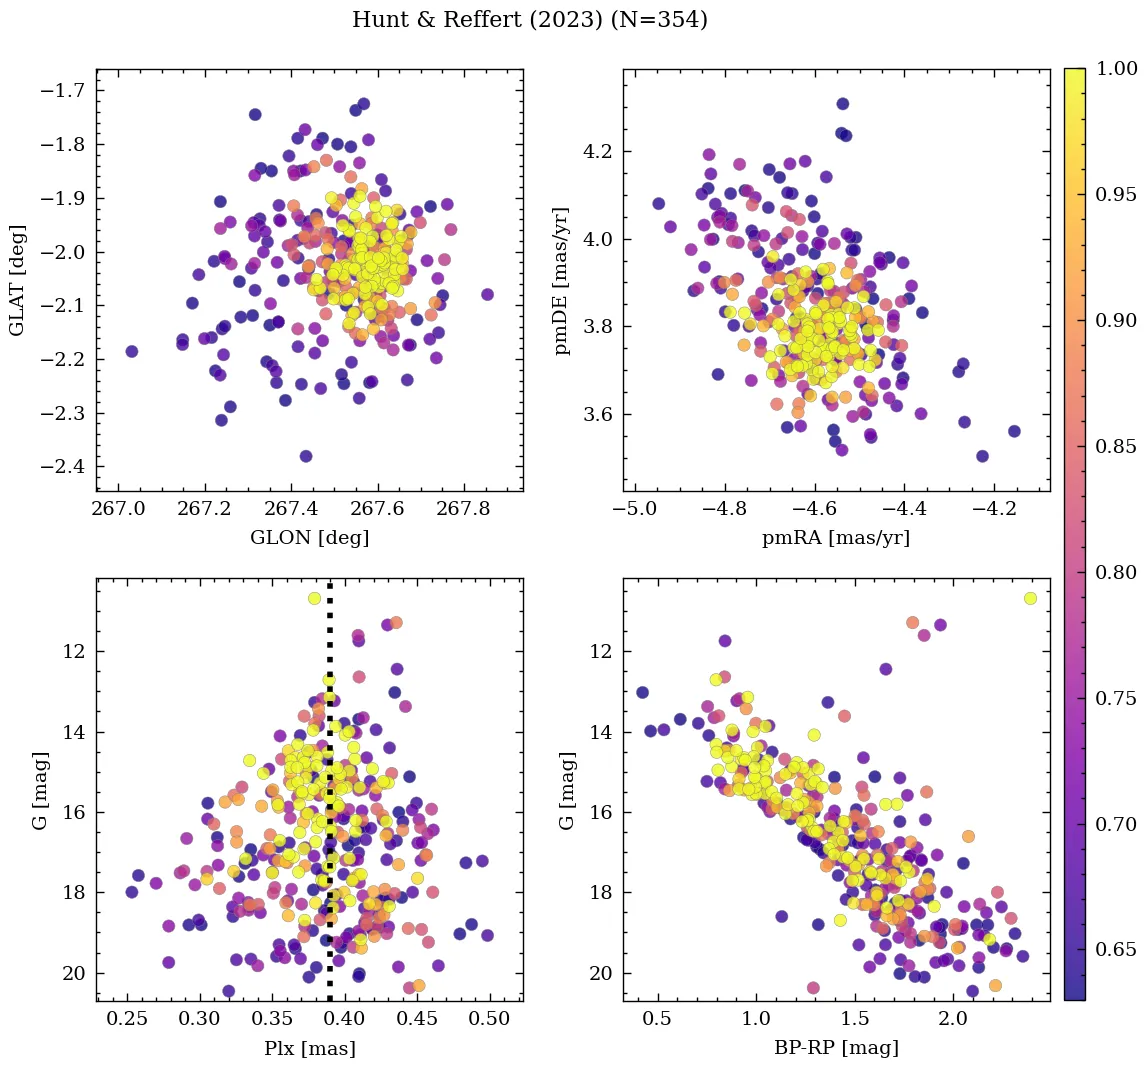 Hunt & Reffert (2023) (N=354)
−1.7
−1.8
−1.9
−2.0
−2.1
−2.2
−2.3
−2.4
GLAT [deg]
267.0 267.2 267.4 267.6 267.8
GLON [deg]
4.2
4.0
3.8
3.6
pmDE [mas/yr]
−5.0 −4.8 −4.6 −4.4 −4.2
pmRA [mas/yr]
12
14
16
18
20
G [mag]
0.25 0.30 0.35 0.40 0.45 0.50
Plx [mas]
12
14
16
18
20
G [mag]
0.5 1.0 1.5 2.0
BP-RP [mag]
1.00
0.95
0.90
0.85
0.80
0.75
0.70
0.65